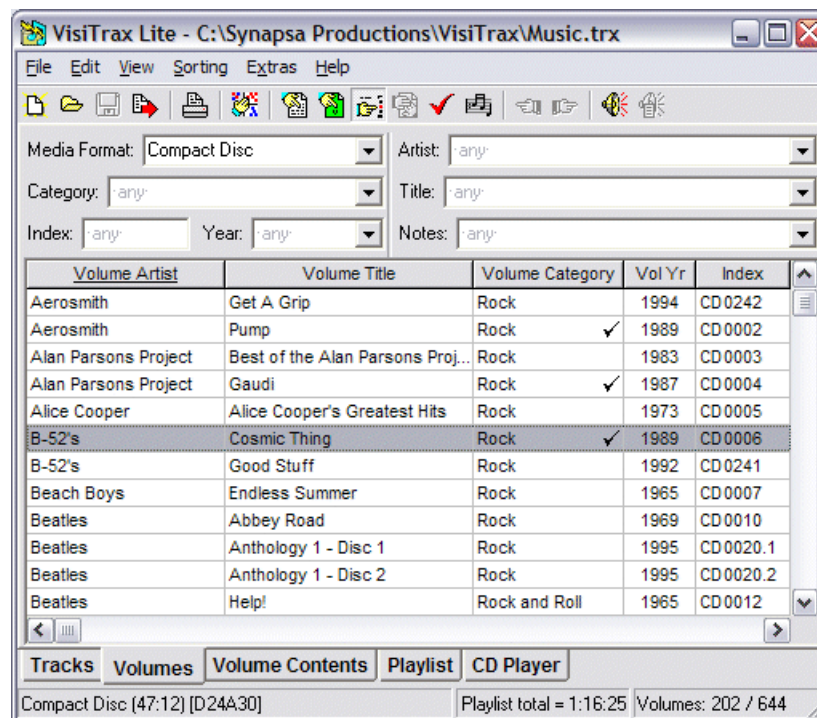 VisiTrax Lite - C:\Synapsa Productions\VisiTrax\Music.trx
File Edit View Sorting Extras Help
Media Format: Compact Disc Artist: ·any·
Category: ·any· Title: ·any·
Index: ·any· Year: ·any· Notes: ·any·
Volume Artist Volume Title Volume Category Vol Yr Index
Aerosmith Get A Grip Rock 1994 CD0242
Aerosmith Pump Rock ✓ 1989 CD0002
Alan Parsons Project Best of the Alan Parsons Proj... Rock 1983 CD0003
Alan Parsons Project Gaudi Rock ✓ 1987 CD0004
Alice Cooper Alice Cooper's Greatest Hits Rock 1973 CD0005
B-52's Cosmic Thing Rock ✓ 1989 CD0006
B-52's Good Stuff Rock 1992 CD0241
Beach Boys Endless Summer Rock 1965 CD0007
Beatles Abbey Road Rock 1969 CD0010
Beatles Anthology 1 - Disc 1 Rock 1995 CD0020.1
Beatles Anthology 1 - Disc 2 Rock 1995 CD0020.2
Beatles Help! Rock and Roll 1965 CD0012
Tracks Volumes Volume Contents Playlist CD Player
Compact Disc (47:12) [D24A30] Playlist total = 1:16:25 Volumes: 202 / 644